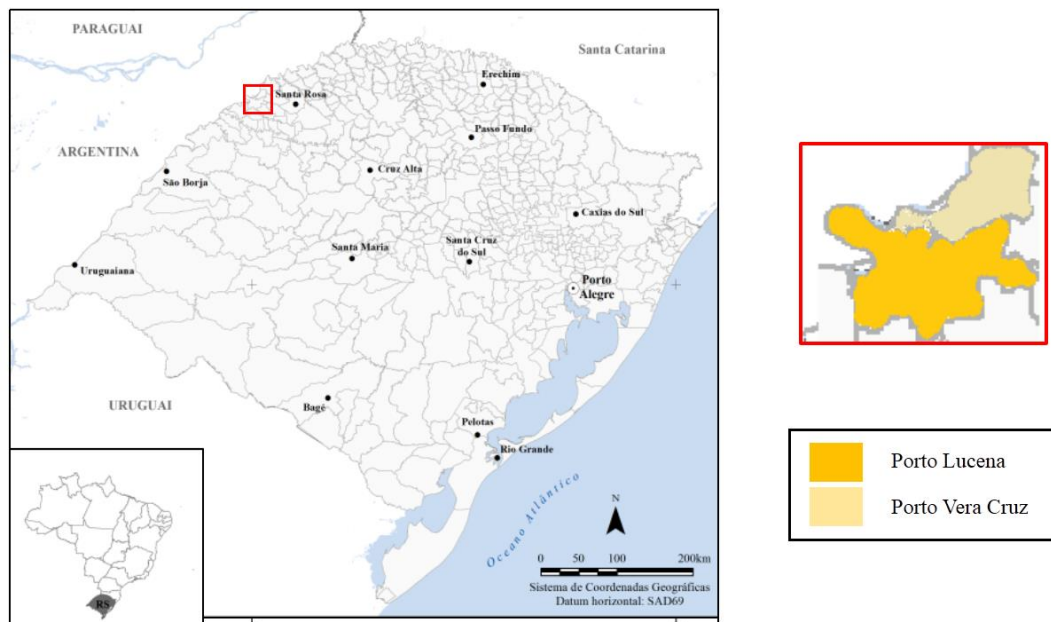 PARAGUAI
Santa Catarina
Erechim
Santa Rosa
Passo Fundo
ARGENTINA
Cruz Alta
São Borja
Caxias do Sul
Santa Maria
Santa Cruz
do Sul
Uruguaiana
Porto
Alegre
URUGUAI
Bagé
Pelotas
Rio Grande
Oceano Atlântico
N
0 50 100 200km
Sistema de Coordenadas Geográficas
Datum horizontal: SAD69
RS
Porto Lucena
Porto Vera Cruz